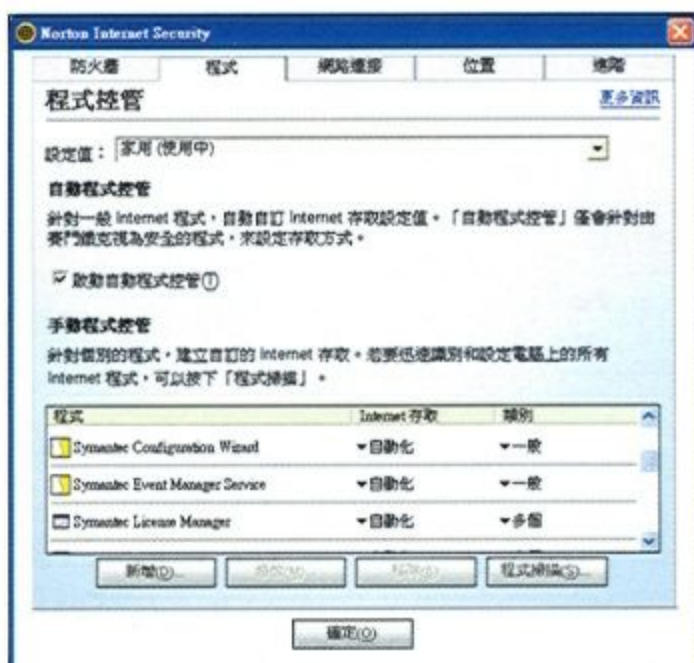 Norton Internet Security
防火牆 程式 網路連接 位置 進階
程式控管 更多資訊
設定值： 家用 (使用中)
自動程式控管
針對一般 Internet 程式，自動自訂 Internet 存取設定值。「自動程式控管」僅會針對由
賽門鐵克視為安全的程式，來設定存取方式。
啟動自動程式控管(T)
手動程式控管
針對個別的程式，建立自訂的 Internet 存取。若要迅速識別和設定電腦上的所有
Internet 程式，可以按下「程式掃描」。
程式 Internet 存取 類別
Symantec Configuration Wizard 自動化 一般
Symantec Event Manager Service 自動化 一般
Symantec License Manager 自動化 多個
新增(D)... 程式掃描(S)...
確定(O)